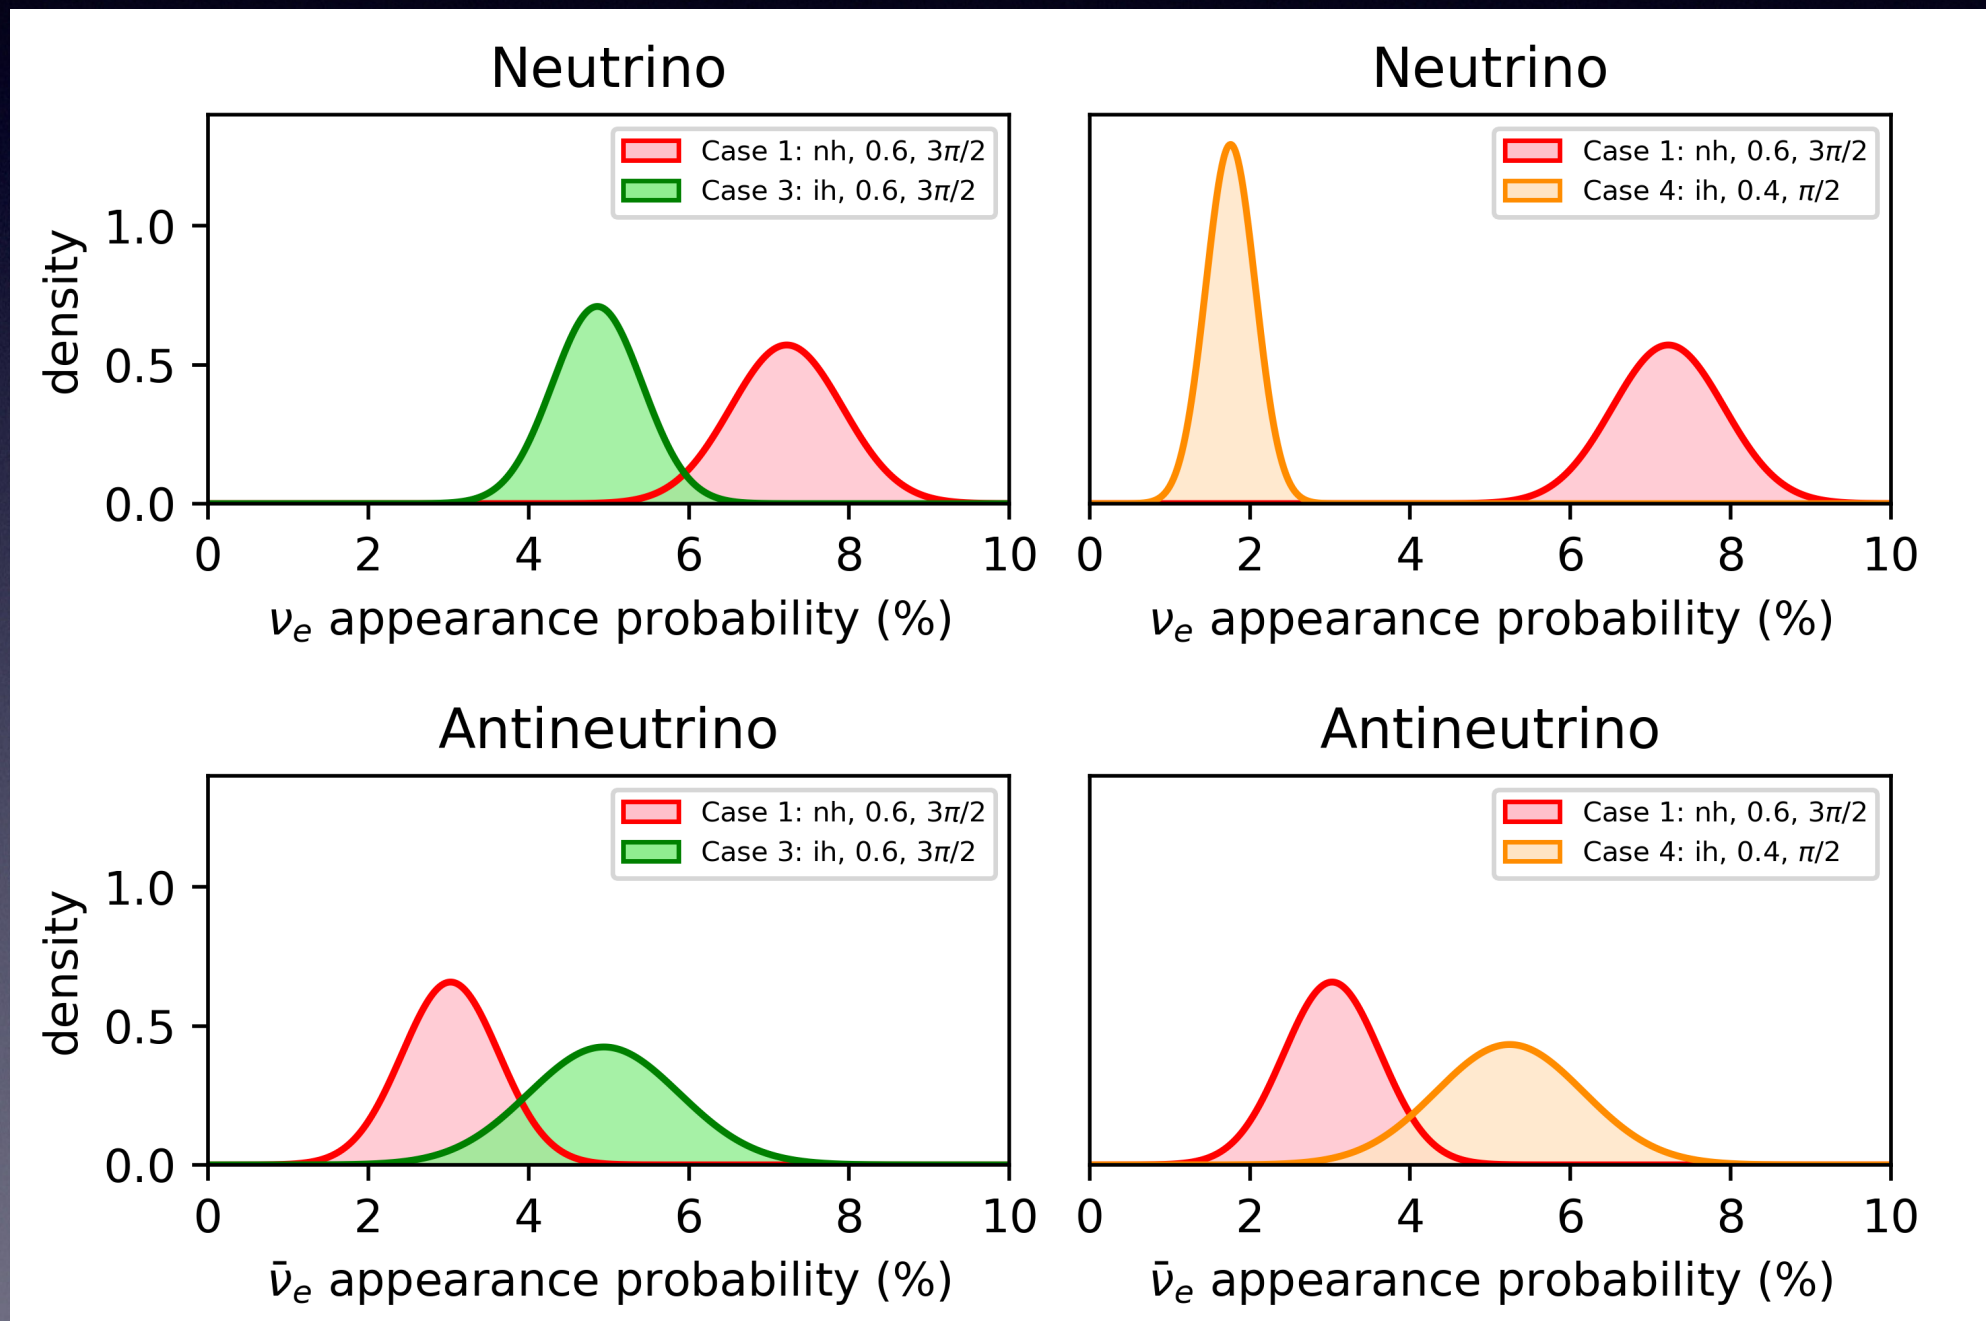 Neutrino
Case 1: nh, 0.6, 3π/2
Case 3: ih, 0.6, 3π/2
density
1.0
0.5
0.0
0 2 4 6 8 10
νₑ appearance probability (%)
Neutrino
Case 1: nh, 0.6, 3π/2
Case 4: ih, 0.4, π/2
0 2 4 6 8 10
νₑ appearance probability (%)
Antineutrino
Case 1: nh, 0.6, 3π/2
Case 3: ih, 0.6, 3π/2
density
1.0
0.5
0.0
0 2 4 6 8 10
ν̄ₑ appearance probability (%)
Antineutrino
Case 1: nh, 0.6, 3π/2
Case 4: ih, 0.4, π/2
0 2 4 6 8 10
ν̄ₑ appearance probability (%)